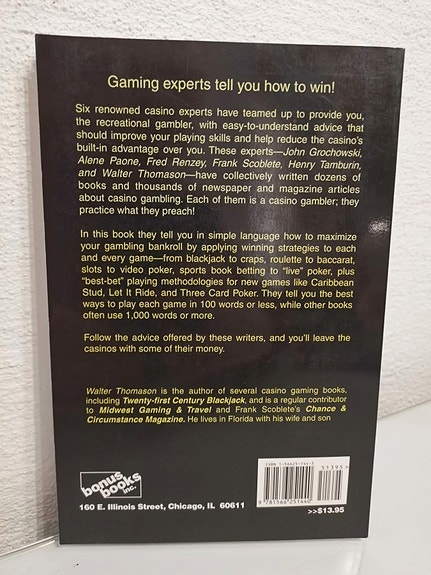 Gaming experts tell you how to win!
Six renowned casino experts have teamed up to provide you,
the recreational gambler, with easy-to-understand advice that
should improve your playing skills and help reduce the casino's
built-in advantage over you. These experts—John Grochowski,
Alene Paone, Fred Renzey, Frank Scoblete, Henry Tamburin,
and Walter Thomason—have collectively written dozens of
books and thousands of newspaper and magazine articles
about casino gambling. Each of them is a casino gambler; they
practice what they preach!
In this book they tell you in simple language how to maximize
your gambling bankroll by applying winning strategies to each
and every game—from blackjack to craps, roulette to baccarat,
slots to video poker, sports book betting to "live" poker, plus
"best-bet" playing methodologies for new games like Caribbean
Stud, Let It Ride, and Three Card Poker. They tell you the best
ways to play each game in 100 words or less, while other books
often use 1,000 words or more.
Follow the advice offered by these writers, and you'll leave the
casinos with some of their money.
Walter Thomason is the author of several casino gaming books,
including Twenty-first Century Blackjack, and is a regular contributor
to Midwest Gaming & Travel and Frank Scoblete's Chance &
Circumstance Magazine. He lives in Florida with his wife and son
bonus
books
inc.
160 E. Illinois Street, Chicago, IL 60611
ISBN 1-56625-144-3
51395
9 781566 251440
>>$13.95